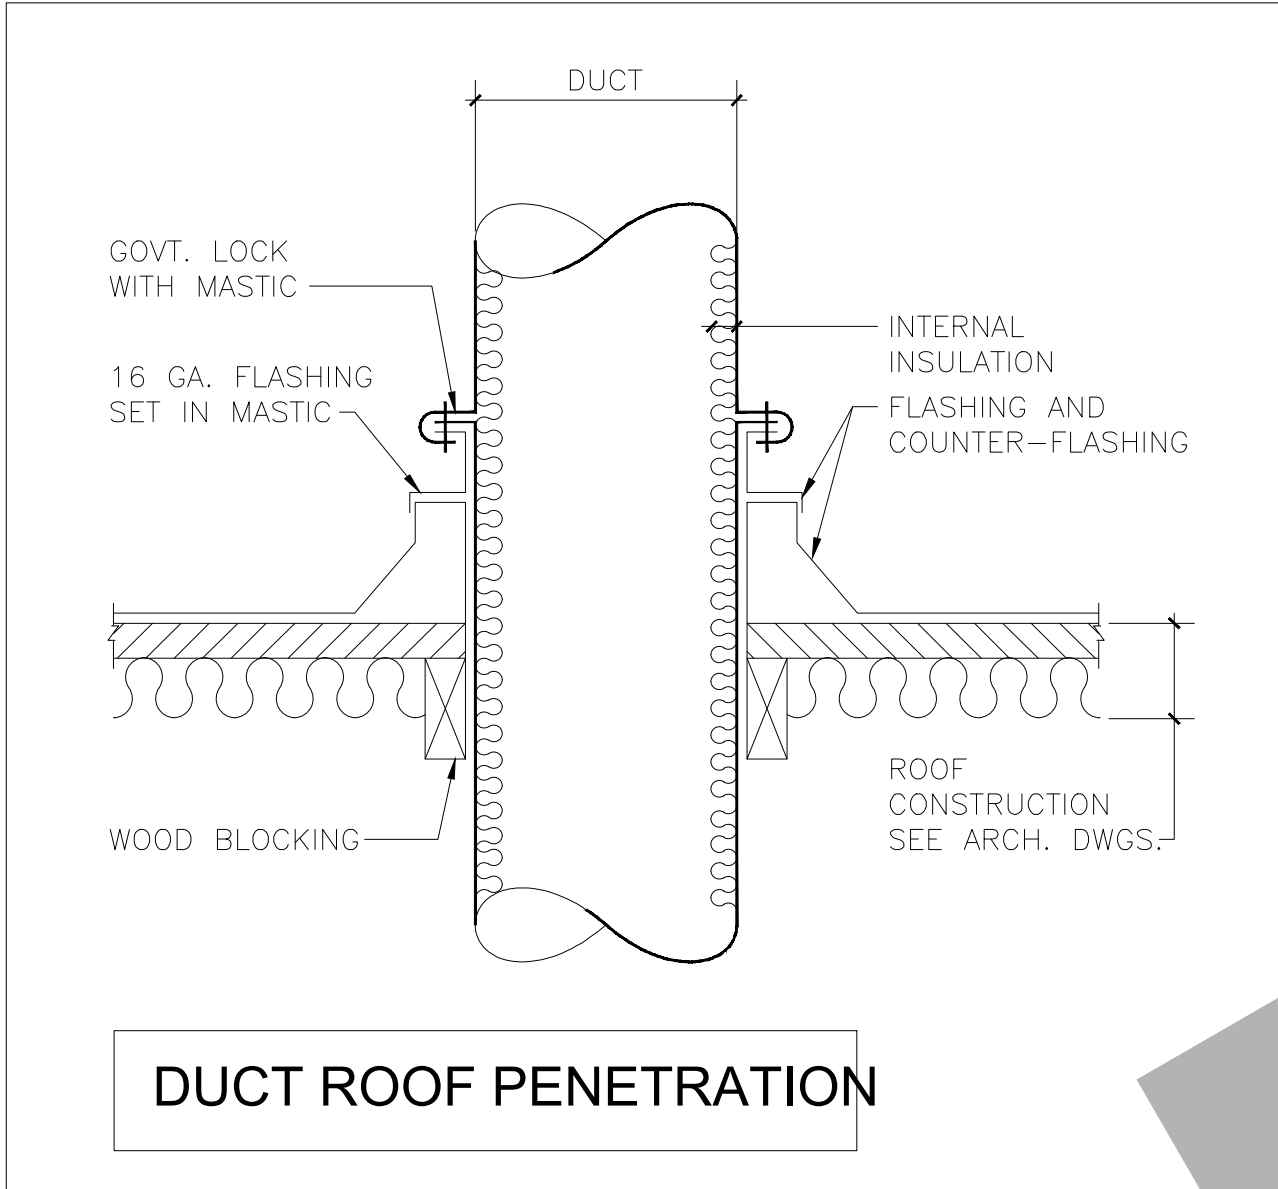 DUCT
GOVT. LOCK
WITH MASTIC
16 GA. FLASHING
SET IN MASTIC
INTERNAL
INSULATION
FLASHING AND
COUNTER-FLASHING
ROOF
CONSTRUCTION
SEE ARCH. DWGS.
WOOD BLOCKING
DUCT ROOF PENETRATION